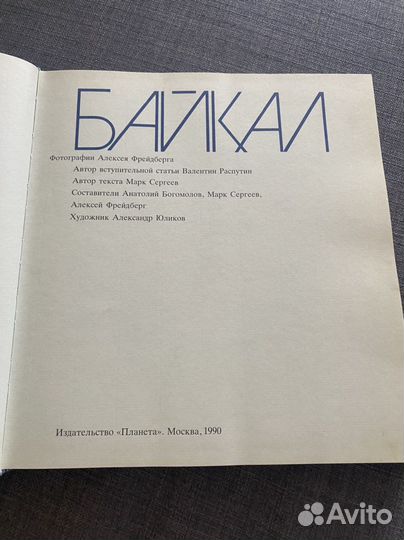 БАЙКАЛ
Фотографии Алексея Фрейдберга
Автор вступительной статьи Валентин Распутин
Автор текста Марк Сергеев
Составители Анатолий Богомолов, Марк Сергеев,
Алексей Фрейдберг
Художник Александр Юликов
Издательство «Планета». Москва, 1990
Avito